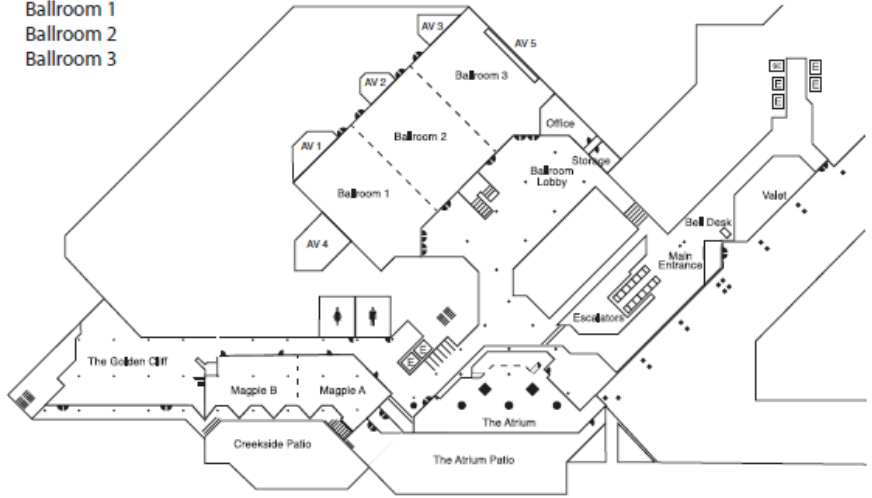 Ballroom 1
Ballroom 2
Ballroom 3
AV 3
AV 5
AV 2
Ballroom 3
SC
E
E
E
E
E
Office
Ballroom 2
AV 1
Storage
Ballroom
Lobby
Ballroom 1
Valet
Bell Desk
AV 4
Main
Entrance
Escalators
E
E
The Golden Cliff
Magpie B
Magpie A
The Atrium
Creekside Patio
The Atrium Patio